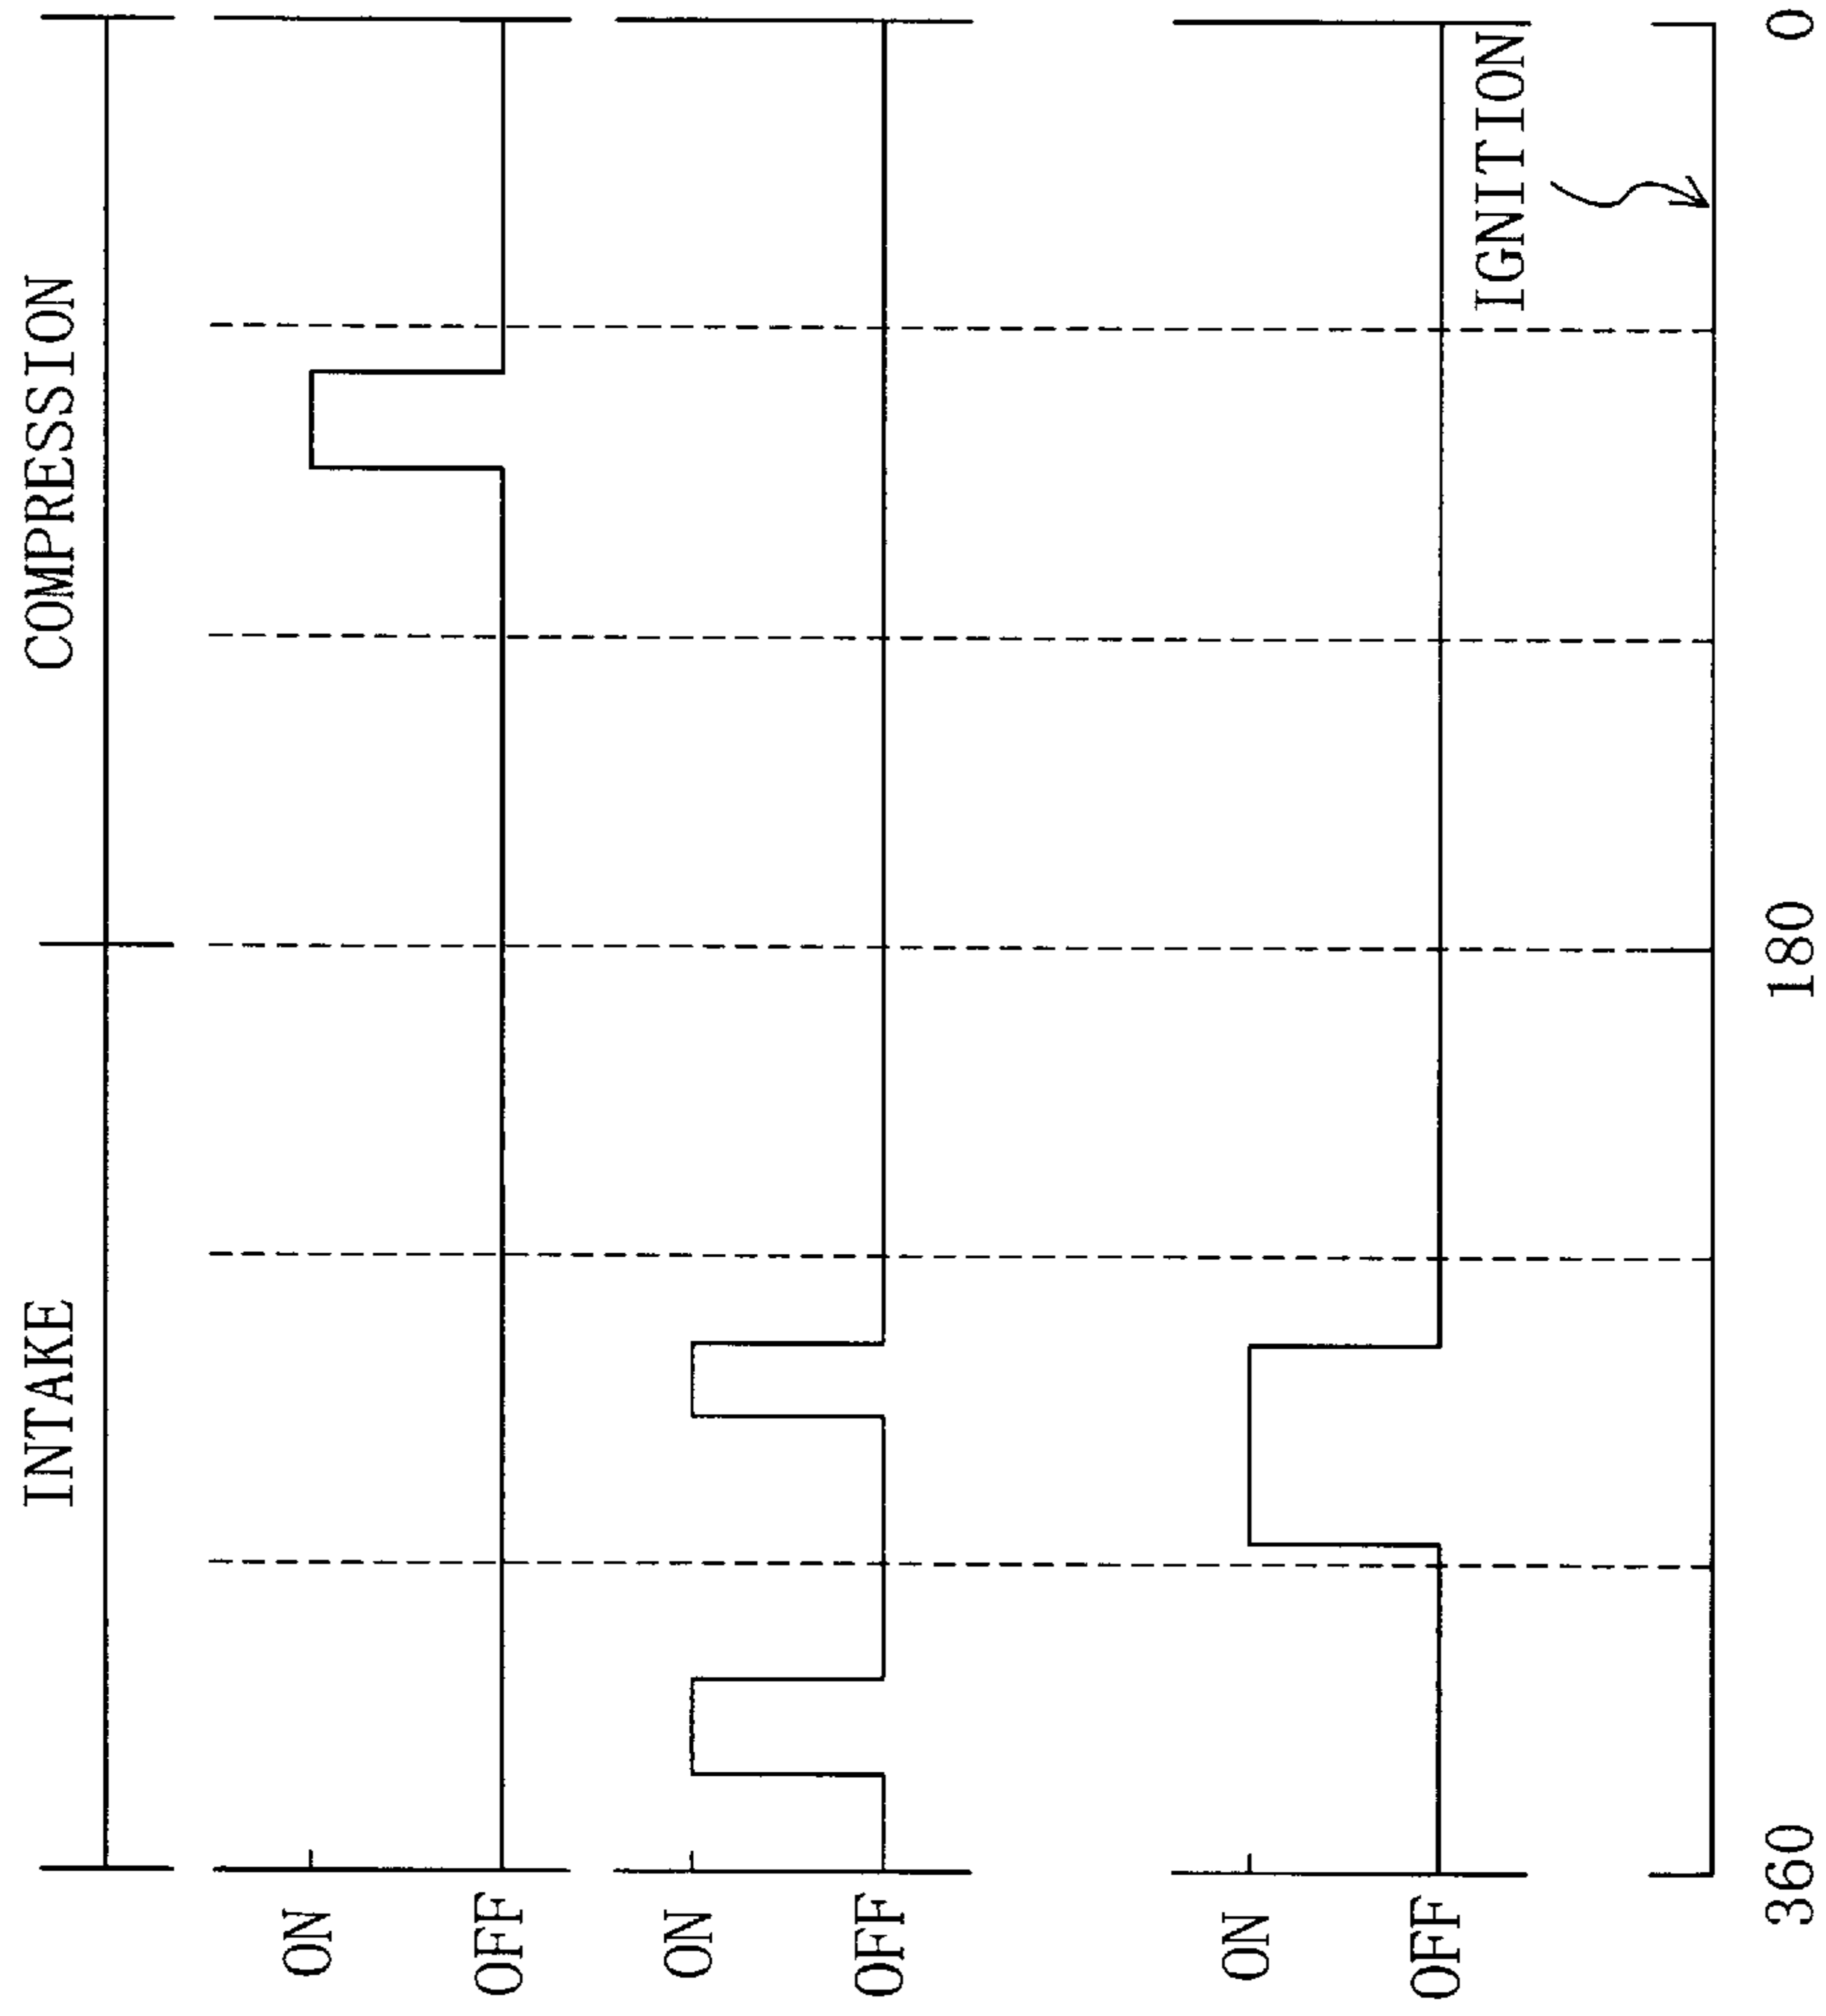 INTAKE
COMPRESSION
ON
OFF
ON
OFF
ON
OFF
IGNITION
360
180
0